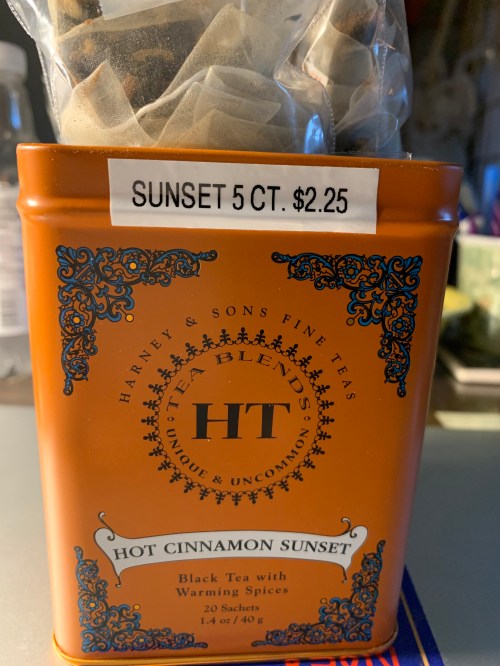 SUNSET 5 CT. $2.25
HARNEY & SONS FINE TEAS
TEA BLENDS
HT
UNIQUE & UNCOMMON
HOT CINNAMON SUNSET
Black Tea with
Warming Spices
20 Sachets
1.4 oz / 40 g